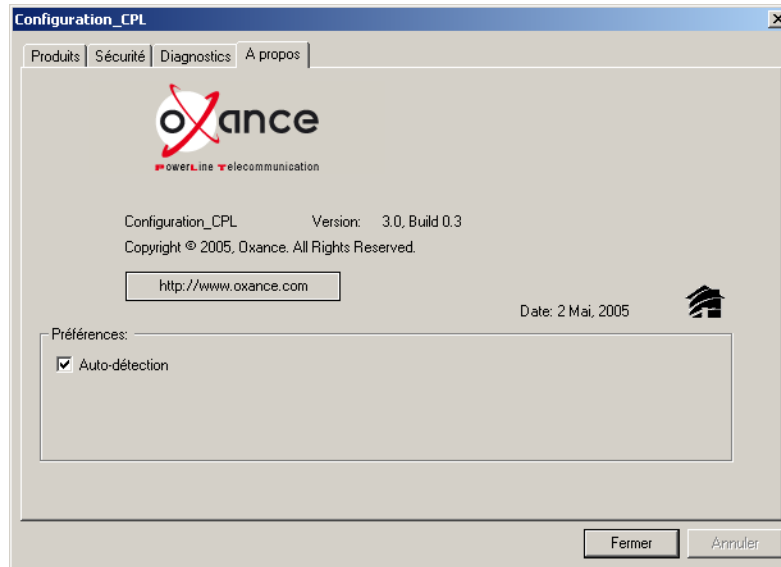 Configuration_CPL
Produits Sécurité Diagnostics A propos
oXance
PowerLine Telecommunication
Configuration_CPL Version: 3.0, Build 0.3
Copyright © 2005, Oxance. All Rights Reserved.
http://www.oxance.com
Date: 2 Mai, 2005
Préférences:
Auto-détection
Fermer Annuler